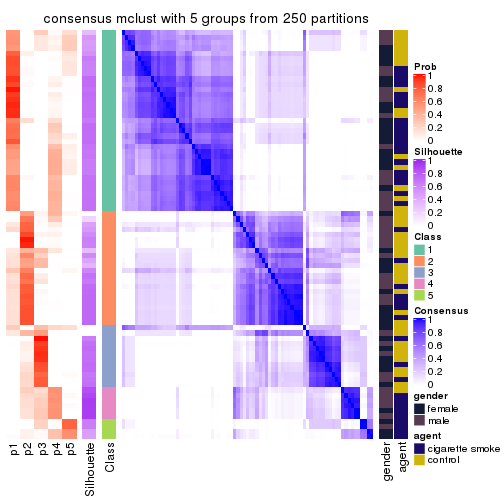 consensus mclust with 5 groups from 250 partitions
Prob
1
0.8
0.6
0.4
0.2
0
Silhouette
1
0.8
0.6
0.4
0.2
0
Class
1
2
3
4
5
Consensus
1
0.8
0.6
0.4
0.2
0
gender
female
male
agent
cigarette smoke
control
p1
p2
p3
p4
p5
Silhouette
Class
gender
agent